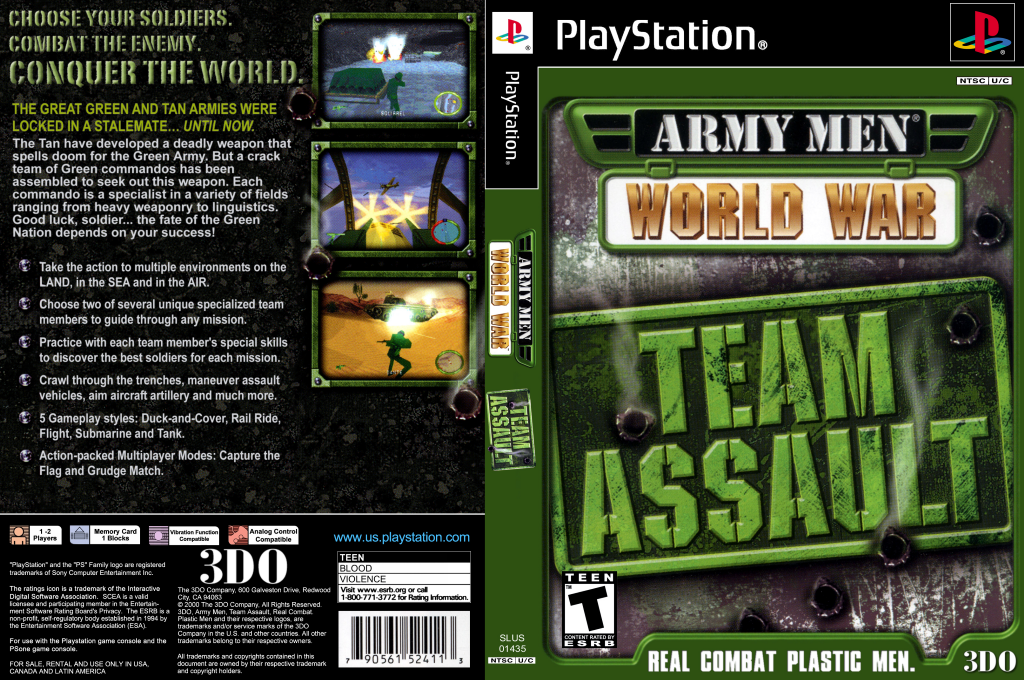 CHOOSE YOUR SOLDIERS.
COMBAT THE ENEMY.
CONQUER THE WORLD.
THE GREAT GREEN AND TAN ARMIES WERE
LOCKED IN A STALEMATE... UNTIL NOW.
The Tan have developed a deadly weapon that
spells doom for the Green Army. But a crack
team of Green commandos has been
assembled to seek out this weapon. Each
commando is a specialist in a variety of fields
ranging from heavy weaponry to linguistics.
Good luck, soldier... the fate of the Green
Nation depends on your success!
Take the action to multiple environments on the
LAND, in the SEA and in the AIR.
Choose two of several unique specialized team
members to guide through any mission.
Practice with each team member's special skills
to discover the best soldiers for each mission.
Crawl through the trenches, maneuver assault
vehicles, aim aircraft artillery and much more.
5 Gameplay styles: Duck-and-Cover, Rail Ride,
Flight, Submarine and Tank.
Action-packed Multiplayer Modes: Capture the
Flag and Grudge Match.
SQUIRREL
1 -2
Players
Memory Card
1 Blocks
Vibration Function
Compatible
Analog Control
Compatible
www.us.playstation.com
"PlayStation" and the "PS" Family logo are registered
trademarks of Sony Computer Entertainment Inc.
The ratings icon is a trademark of the Interactive
Digital Software Association. SCEA is a valid
licensee and participating member in the Entertain-
ment Software Rating Board's Privacy. The ESRB is a
non-profit, self-regulatory body established in 1994 by
the Entertainment Software Association (ESA).
For use with the Playstation game console and the
PSone game console.
FOR SALE, RENTAL AND USE ONLY IN USA,
CANADA AND LATIN AMERICA
3DO
The 3DO Company, 600 Galveston Drive, Redwood
City, CA 94063
© 2000 The 3DO Company. All Rights Reserved.
3DO, Army Men, Team Assault, Real Combat.
Plastic Men and their respective logos, are
trademarks and/or service marks of the 3DO
Company in the U.S. and other countries. All other
trademarks belong to their respective owners.
All trademarks and copyrights contained in this
document are owned by their respective trademark
and copyright holders.
TEEN
BLOOD
VIOLENCE
Visit www.esrb.org or call
1-800-771-3772 for Rating Information.
7 90561 52411 3
PlayStation®
ARMY MEN
WORLD WAR
TEAM
ASSAULT
SLUS
01435
NTSC U/C
PlayStation®
NTSC U/C
ARMY MEN®
WORLD WAR
TEAM
ASSAULT
TEEN
T
CONTENT RATED BY
ESRB
REAL COMBAT PLASTIC MEN.
3DO